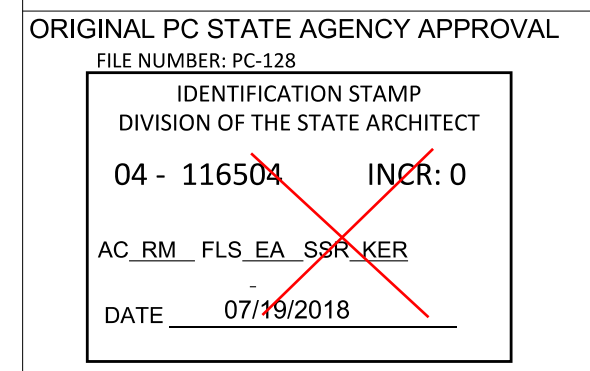 ORIGINAL PC STATE AGENCY APPROVAL
FILE NUMBER: PC-128
IDENTIFICATION STAMP
DIVISION OF THE STATE ARCHITECT
04 - 116504 INCR: 0
AC RM FLS EA SSR KER
DATE 07/19/2018